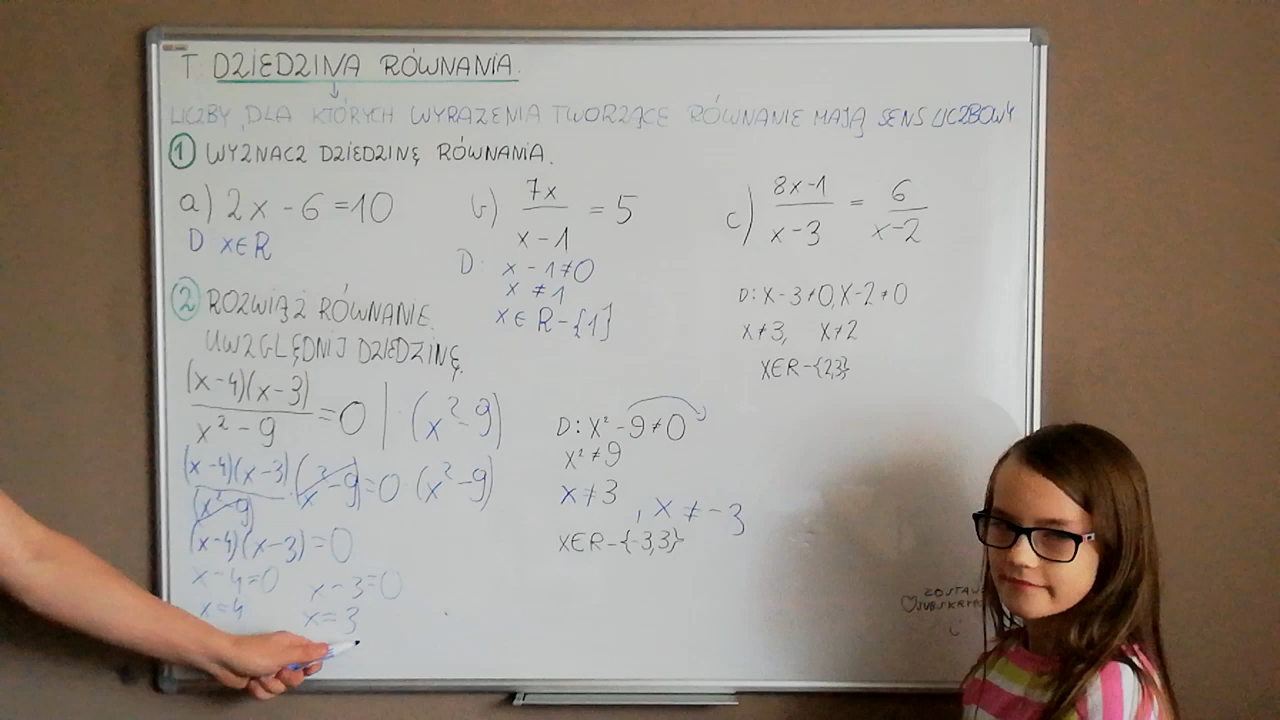 T: DZIEDZINA RÓWNANIA.
LICZBY, DLA KTÓRYCH WYRAŻENIA TWORZĄCE RÓWNANIE MAJĄ SENS LICZBOWY
1 WYZNACZ DZIEDZINĘ RÓWNANIA.
a) 2x - 6 = 10
D x∈R
b) 7x / x - 1 = 5
D: x - 1 ≠ 0
x ≠ 1
x ∈ R - {1}
c) 8x - 1 / x - 3 = 6 / x - 2
D: x - 3 ≠ 0, x - 2 ≠ 0
x ≠ 3, x ≠ 2
x∈R - {2,3}
2 ROZWIĄŻ RÓWNANIE.
UWZGLĘDNIJ DZIEDZINĘ.
(x - 4)(x - 3) / x² - 9 = 0 | · (x² - 9)
(x - 4)(x - 3) / (x² - 9) · (x² - 9) = 0 (x² - 9)
(x - 4)(x - 3) = 0
x - 4 = 0 x - 3 = 0
x = 4 x = 3
D: x² - 9 ≠ 0
x² ≠ 9
x ≠ 3 , x ≠ -3
x∈R - {-3,3}
ZOSTAW
♡SUBSKRYB